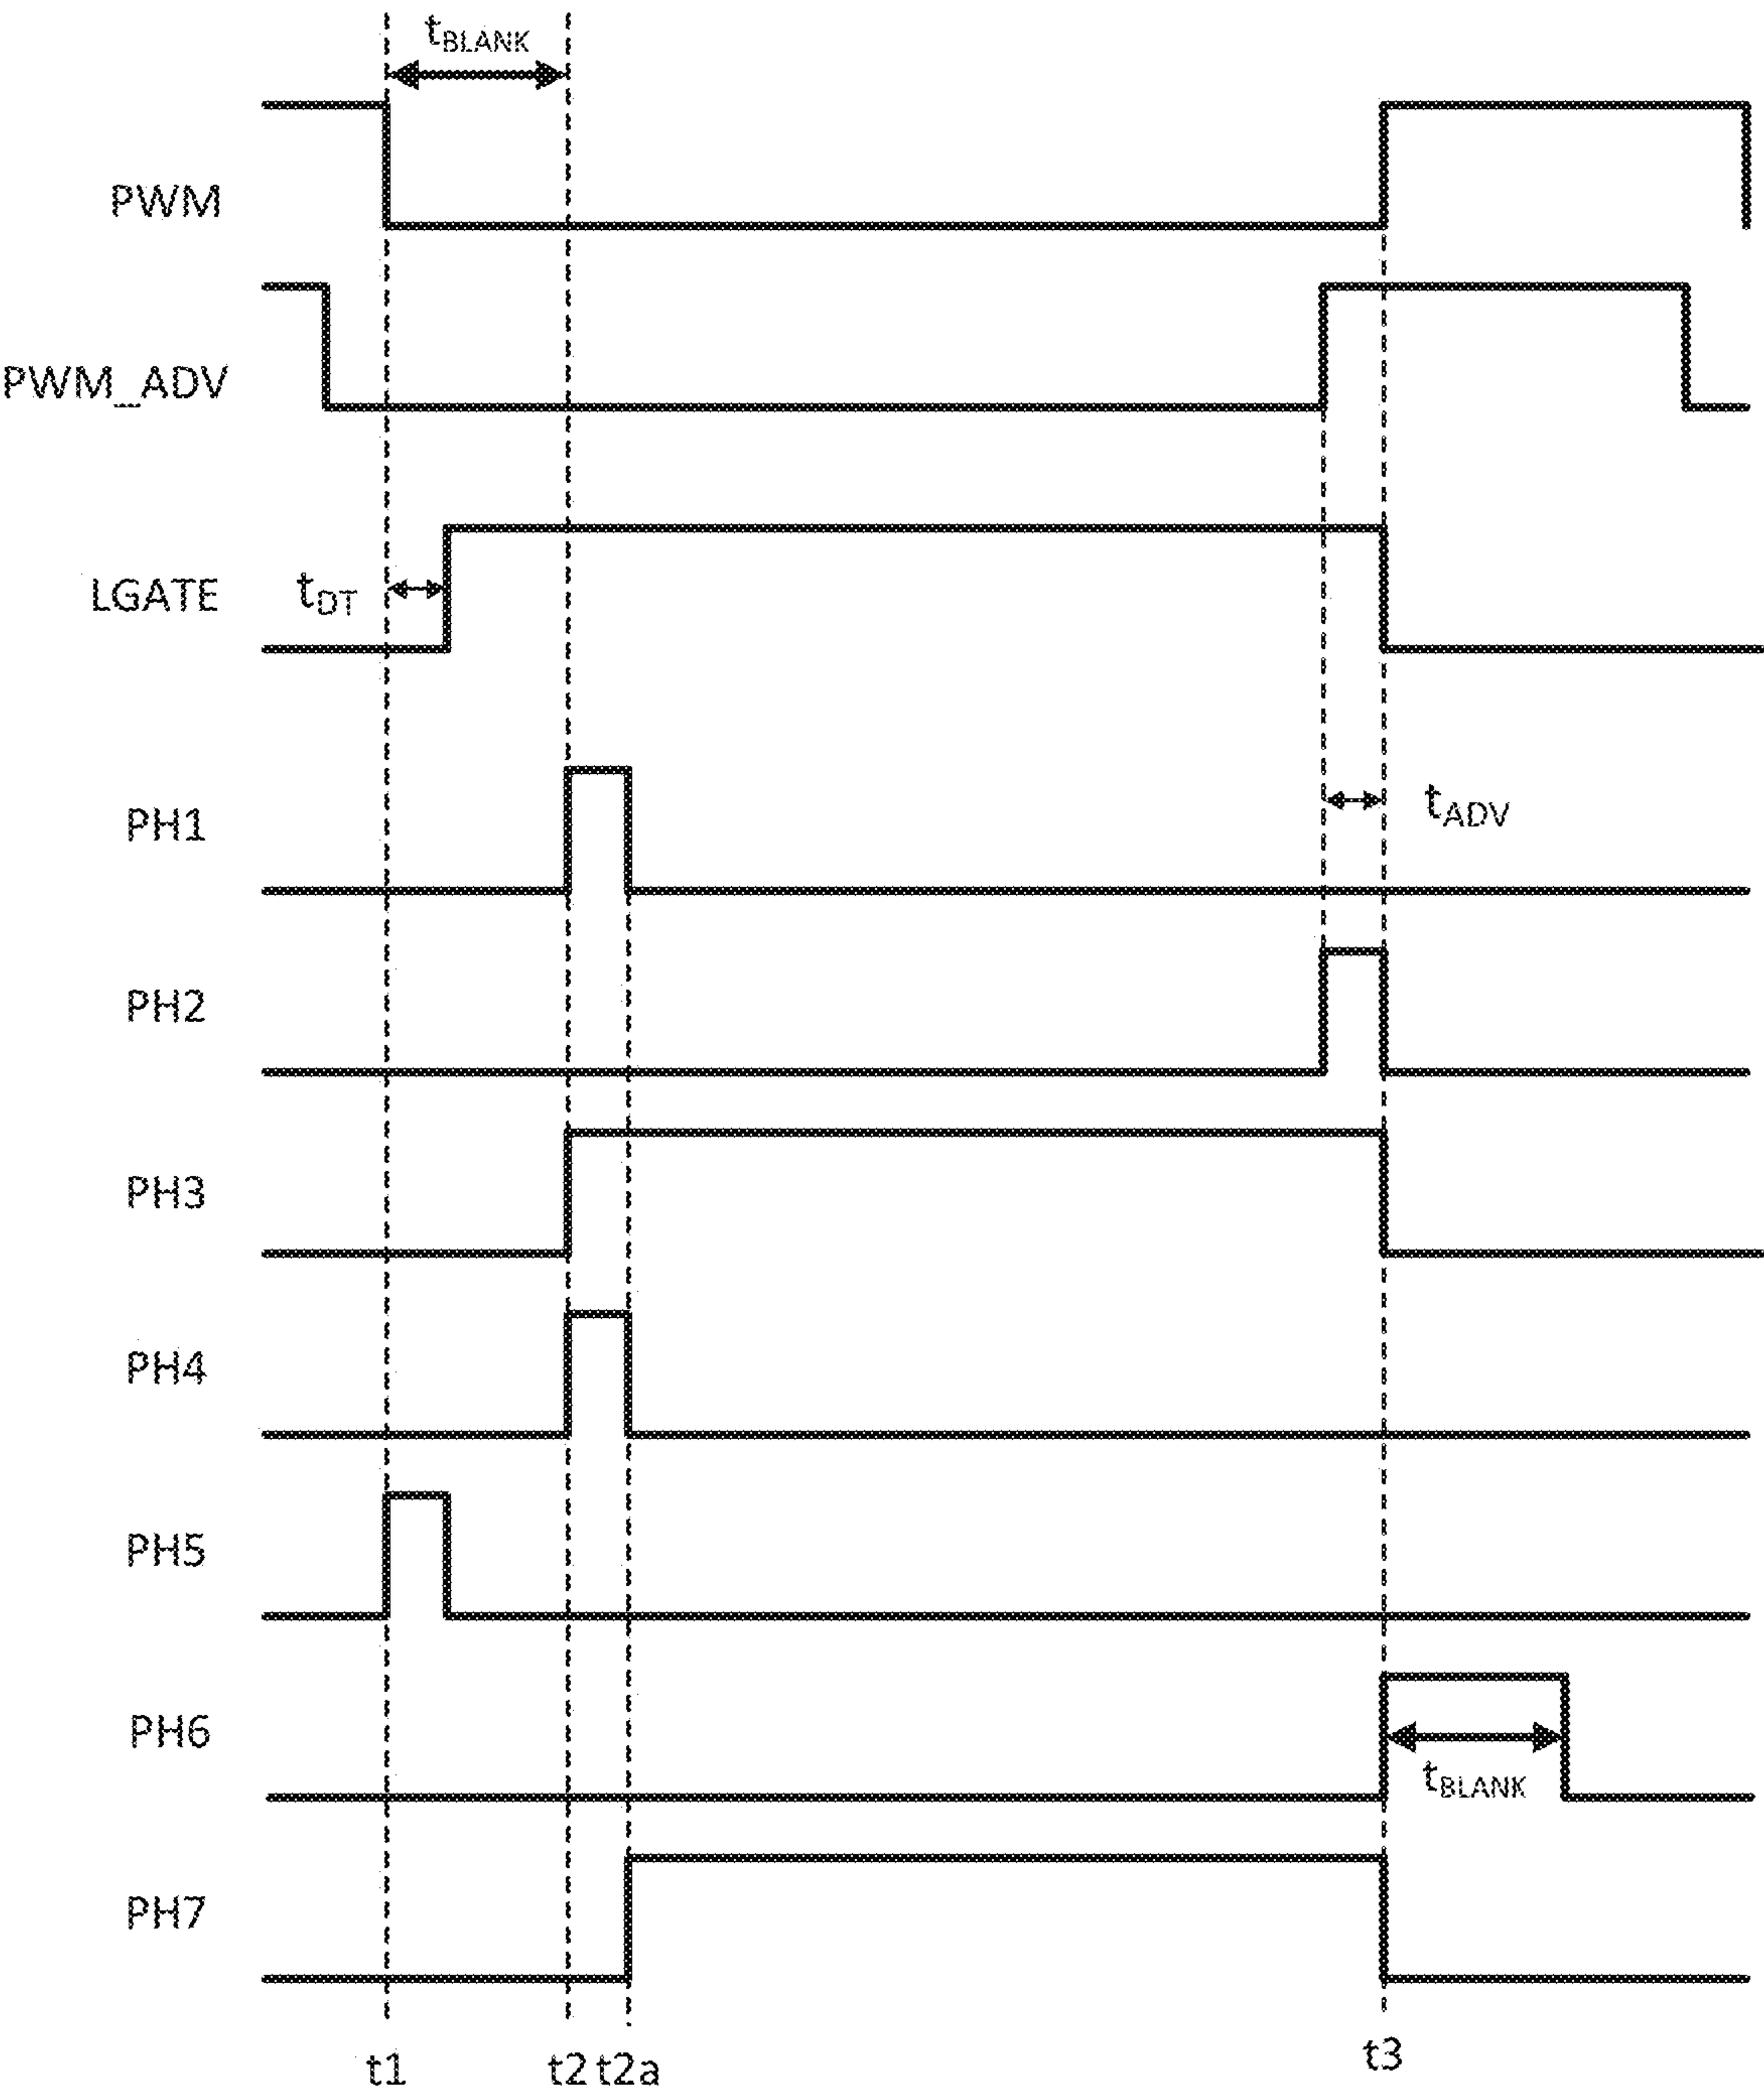 tBLANK
PWM
PWM_ADV
LGATE
tDT
PH1
tADV
PH2
PH3
PH4
PH5
PH6
tBLANK
PH7
t1
t2
t2a
t3